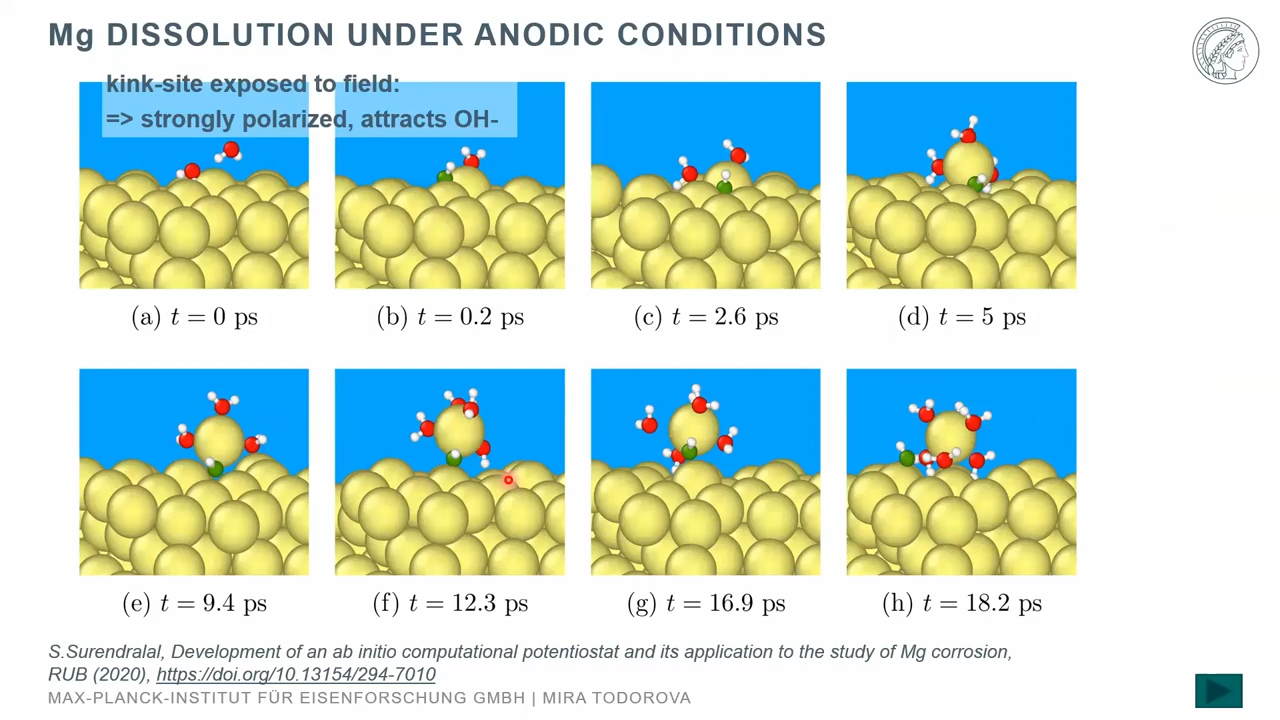 Mg DISSOLUTION UNDER ANODIC CONDITIONS
kink-site exposed to field:
=> strongly polarized, attracts OH-
(a) t = 0 ps
(b) t = 0.2 ps
(c) t = 2.6 ps
(d) t = 5 ps
(e) t = 9.4 ps
(f) t = 12.3 ps
(g) t = 16.9 ps
(h) t = 18.2 ps
S.Surendralal, Development of an ab initio computational potentiostat and its application to the study of Mg corrosion,
RUB (2020), https://doi.org/10.13154/294-7010
MAX-PLANCK-INSTITUT FÜR EISENFORSCHUNG GMBH | MIRA TODOROVA